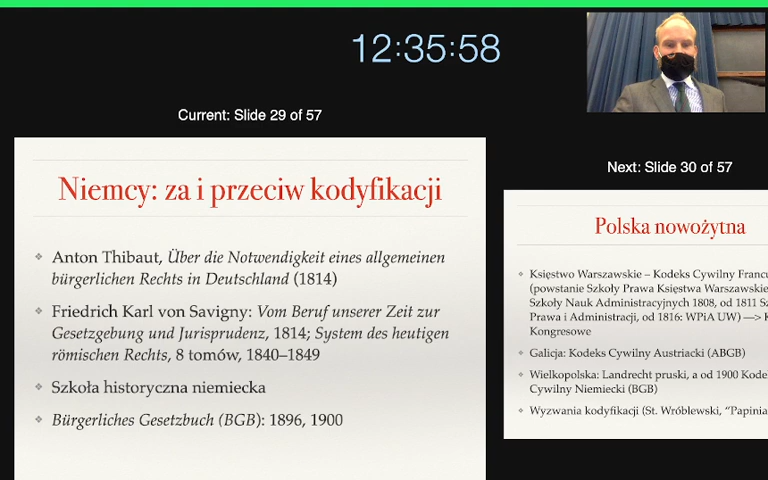 12:35:58
Current: Slide 29 of 57
Niemcy: za i przeciw kodyfikacji
Anton Thibaut, Über die Notwendigkeit eines allgemeinen
bürgerlichen Rechts in Deutschland (1814)
Friedrich Karl von Savigny: Vom Beruf unserer Zeit zur
Gesetzgebung und Jurisprudenz, 1814; System des heutigen
römischen Rechts, 8 tomów, 1840–1849
Szkoła historyczna niemiecka
Bürgerliches Gesetzbuch (BGB): 1896, 1900
Next: Slide 30 of 57
Polska nowożytna
Księstwo Warszawskie – Kodeks Cywilny
(powstanie Szkoły Prawa Księstwa
Szkoły Nauk Administracyjnych 1808, od 1811
Prawa i Administracji, od 1816: WPiA UW) —>
Kongresowe
Galicja: Kodeks Cywilny Austriacki (ABGB)
Wielkopolska: Landrecht pruski, a od 1900
Cywilny Niemiecki (BGB)
Wyzwania kodyfikacji (St. Wróblewski,